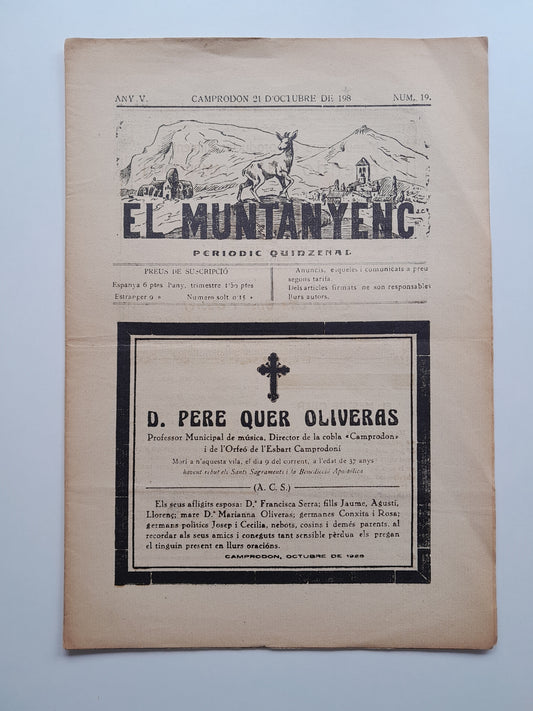 ANY V. CAMPRODON 21 D'OCTUBRE DE 198 NUM. 19.
EL MUNTANYENC
PERIODIC QUINZENAL
PREUS DE SUSCRIPCIÓ
Espanya 6 ptes l'any, trimestre 1'50 ptes
Estranger 9 » Numero solt 0'15 »
Anuncis, esqueles i comunicats a preu
segons tarifa.
Dels articles firmats ne son responsables
llurs autors.
D. PERE QUER OLIVERAS
Professor Municipal de música, Director de la cobla «Camprodon»
i de l'Orfeó de l'Esbart Camprodoní
Morí a n'aquesta vila, el dia 9 del corrent, a l'edat de 37 anys
havent rebut els Sants Sagraments i la Benedicció Apostòlica
(A. C. S.)
Els seus afligits esposa: D.ª Francisca Serra; fills Jaume, Agustí,
Llorenç; mare D.ª Marianna Oliveras; germanes Conxita i Rosa;
germans politics Josep i Cecilia, nebots, cosins i demés parents, al
recordar als seus amics i coneguts tant sensible pèrdua els pregan
el tinguin present en llurs oracións.
CAMPRODON, OCTUBRE DE 1928